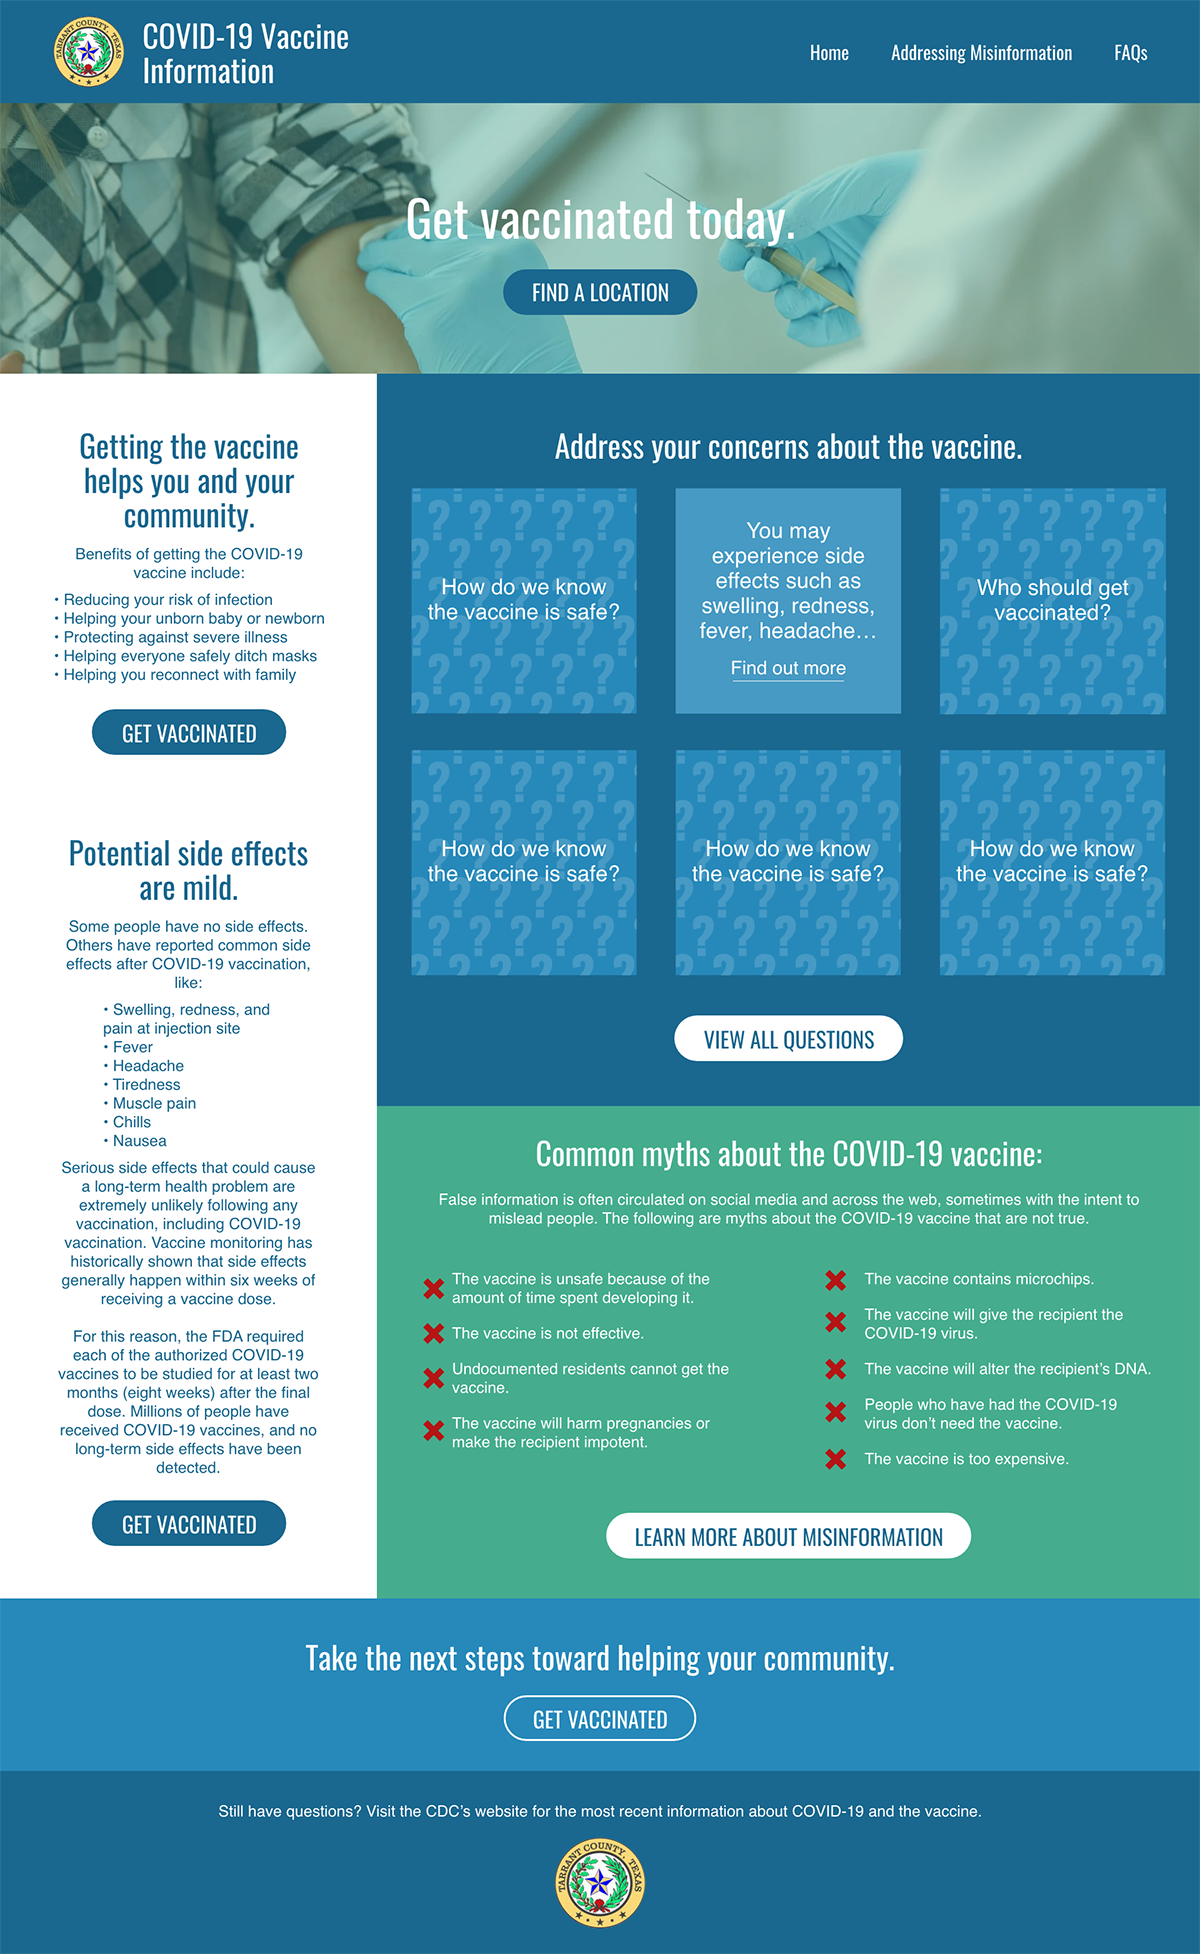 TARRANT COUNTY, TEXAS
COVID-19 Vaccine
Information
Home
Addressing Misinformation
FAQs
Get vaccinated today.
FIND A LOCATION
Getting the vaccine
helps you and your
community.
Benefits of getting the COVID-19
vaccine include:
• Reducing your risk of infection
• Helping your unborn baby or newborn
• Protecting against severe illness
• Helping everyone safely ditch masks
• Helping you reconnect with family
GET VACCINATED
Potential side effects
are mild.
Some people have no side effects.
Others have reported common side
effects after COVID-19 vaccination,
like:
• Swelling, redness, and
pain at injection site
• Fever
• Headache
• Tiredness
• Muscle pain
• Chills
• Nausea
Serious side effects that could cause
a long-term health problem are
extremely unlikely following any
vaccination, including COVID-19
vaccination. Vaccine monitoring has
historically shown that side effects
generally happen within six weeks of
receiving a vaccine dose.
For this reason, the FDA required
each of the authorized COVID-19
vaccines to be studied for at least two
months (eight weeks) after the final
dose. Millions of people have
received COVID-19 vaccines, and no
long-term side effects have been
detected.
GET VACCINATED
Address your concerns about the vaccine.
How do we know
the vaccine is safe?
You may
experience side
effects such as
swelling, redness,
fever, headache…
Find out more
Who should get
vaccinated?
How do we know
the vaccine is safe?
How do we know
the vaccine is safe?
How do we know
the vaccine is safe?
VIEW ALL QUESTIONS
Common myths about the COVID-19 vaccine:
False information is often circulated on social media and across the web, sometimes with the intent to
mislead people. The following are myths about the COVID-19 vaccine that are not true.
The vaccine is unsafe because of the
amount of time spent developing it.
The vaccine is not effective.
Undocumented residents cannot get the
vaccine.
The vaccine will harm pregnancies or
make the recipient impotent.
The vaccine contains microchips.
The vaccine will give the recipient the
COVID-19 virus.
The vaccine will alter the recipient's DNA.
People who have had the COVID-19
virus don't need the vaccine.
The vaccine is too expensive.
LEARN MORE ABOUT MISINFORMATION
Take the next steps toward helping your community.
GET VACCINATED
Still have questions? Visit the CDC's website for the most recent information about COVID-19 and the vaccine.
TARRANT COUNTY, TEXAS